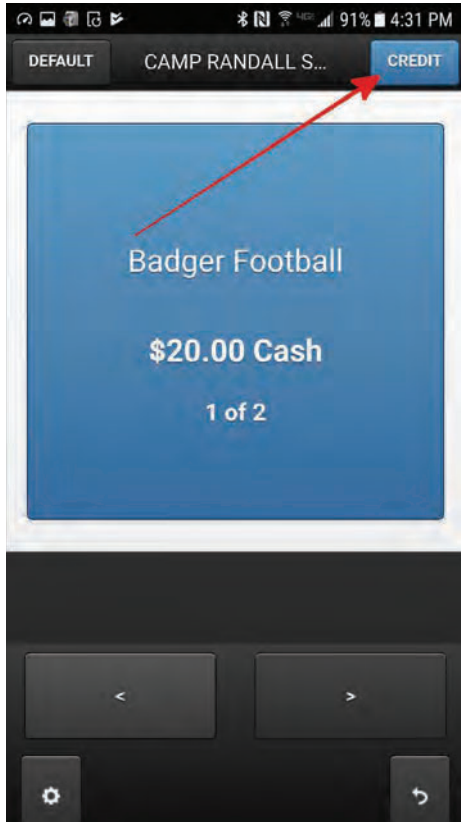 91% 4:31 PM
DEFAULT CAMP RANDALL S... CREDIT
Badger Football
$20.00 Cash
1 of 2
< >